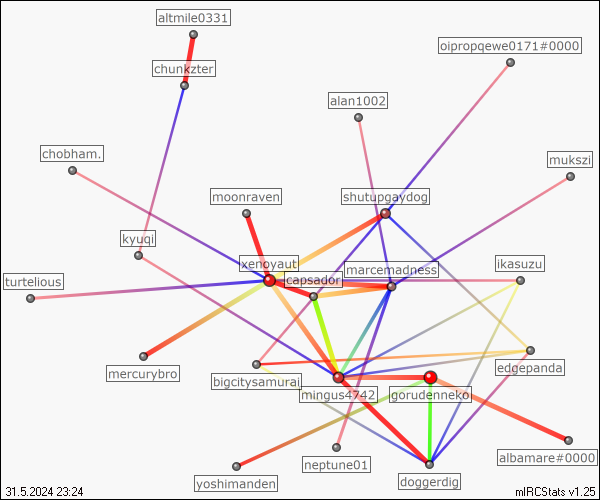 altmile0331
oipropqewe0171#0000
chunkzter
alan1002
chobham.
mukszi
moonraven
shutupgaydog
kyuqi
xenoyaut
marcemadness
ikasuzu
turtelious
capsador
mercurybro
bigcitysamurai
edgepanda
mingus4742
gorudenneko
neptune01
albamare#0000
yoshimanden
doggerdig
31.5.2024 23:24
mIRCStats v1.25